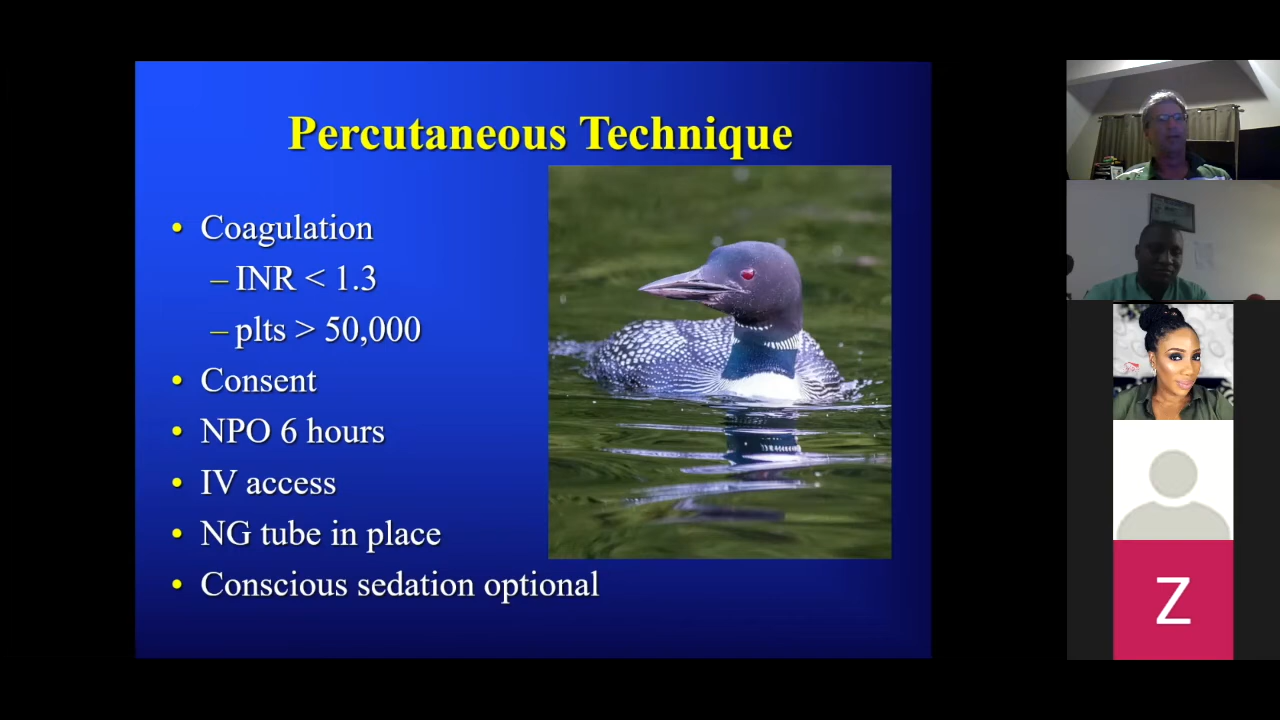 Percutaneous Technique
• Coagulation
– INR < 1.3
– plts > 50,000
• Consent
• NPO 6 hours
• IV access
• NG tube in place
• Conscious sedation optional
Z